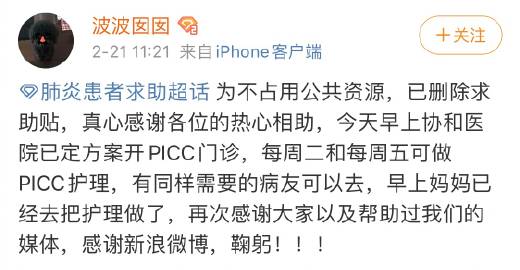 波波囡囡
2-21 11:21 来自 iPhone客户端
+关注
肺炎患者求助超话 为不占用公共资源，已删除求
助贴，真心感谢各位的热心相助，今天早上协和医
院已定方案开PICC门诊，每周二和每周五可做
PICC护理，有同样需要的病友可以去，早上妈妈已
经去把护理做了，再次感谢大家以及帮助过我们的
媒体，感谢新浪微博，鞠躬！！！